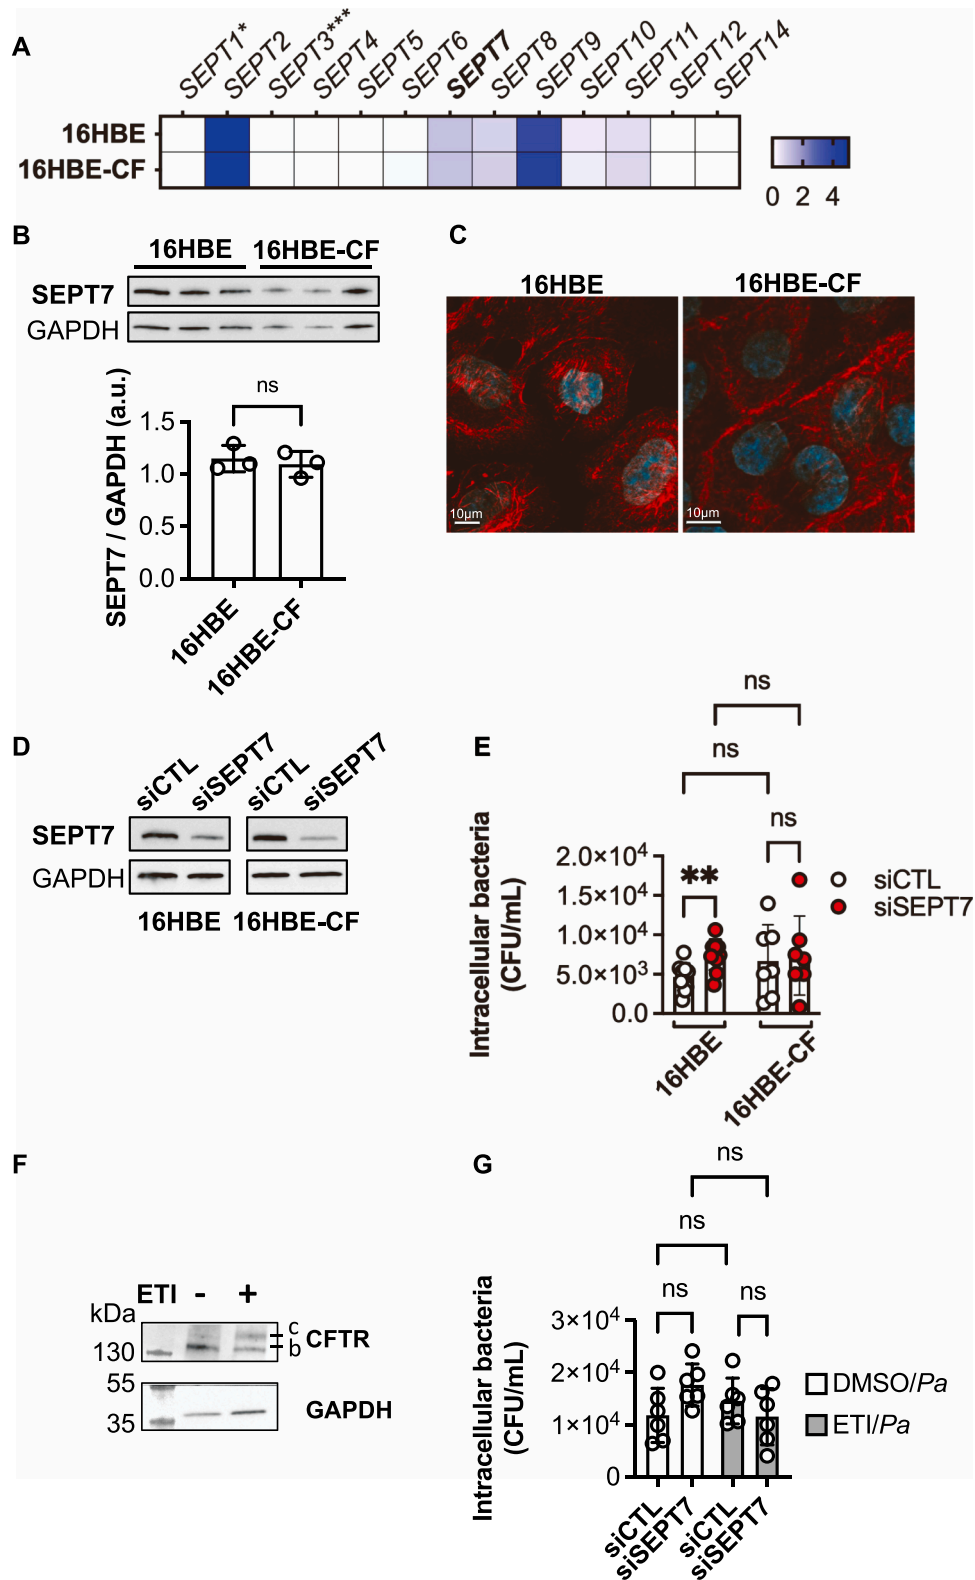 A
SEPT1* SEPT2 SEPT3*** SEPT4 SEPT5 SEPT6 SEPT7 SEPT8 SEPT9 SEPT10 SEPT11 SEPT12 SEPT14
16HBE
16HBE-CF
0 2 4
B
16HBE 16HBE-CF
SEPT7
GAPDH
ns
SEPT7 / GAPDH (a.u.)
1.5
1.0
0.5
0.0
16HBE 16HBE-CF
C
16HBE 16HBE-CF
10µm 10µm
D
siCTL siSEPT7 siCTL siSEPT7
SEPT7
GAPDH
16HBE 16HBE-CF
E
ns
ns
ns
**
Intracellular bacteria
(CFU/mL)
2.0×10⁴
1.5×10⁴
1.0×10⁴
5.0×10³
0.0
siCTL
siSEPT7
16HBE 16HBE-CF
F
ETI - +
kDa
130
c
b
CFTR
55
35
GAPDH
G
ns
ns
ns ns
Intracellular bacteria
(CFU/mL)
3×10⁴
2×10⁴
1×10⁴
0
DMSO/Pa
ETI/Pa
siCTL siSEPT7 siCTL siSEPT7